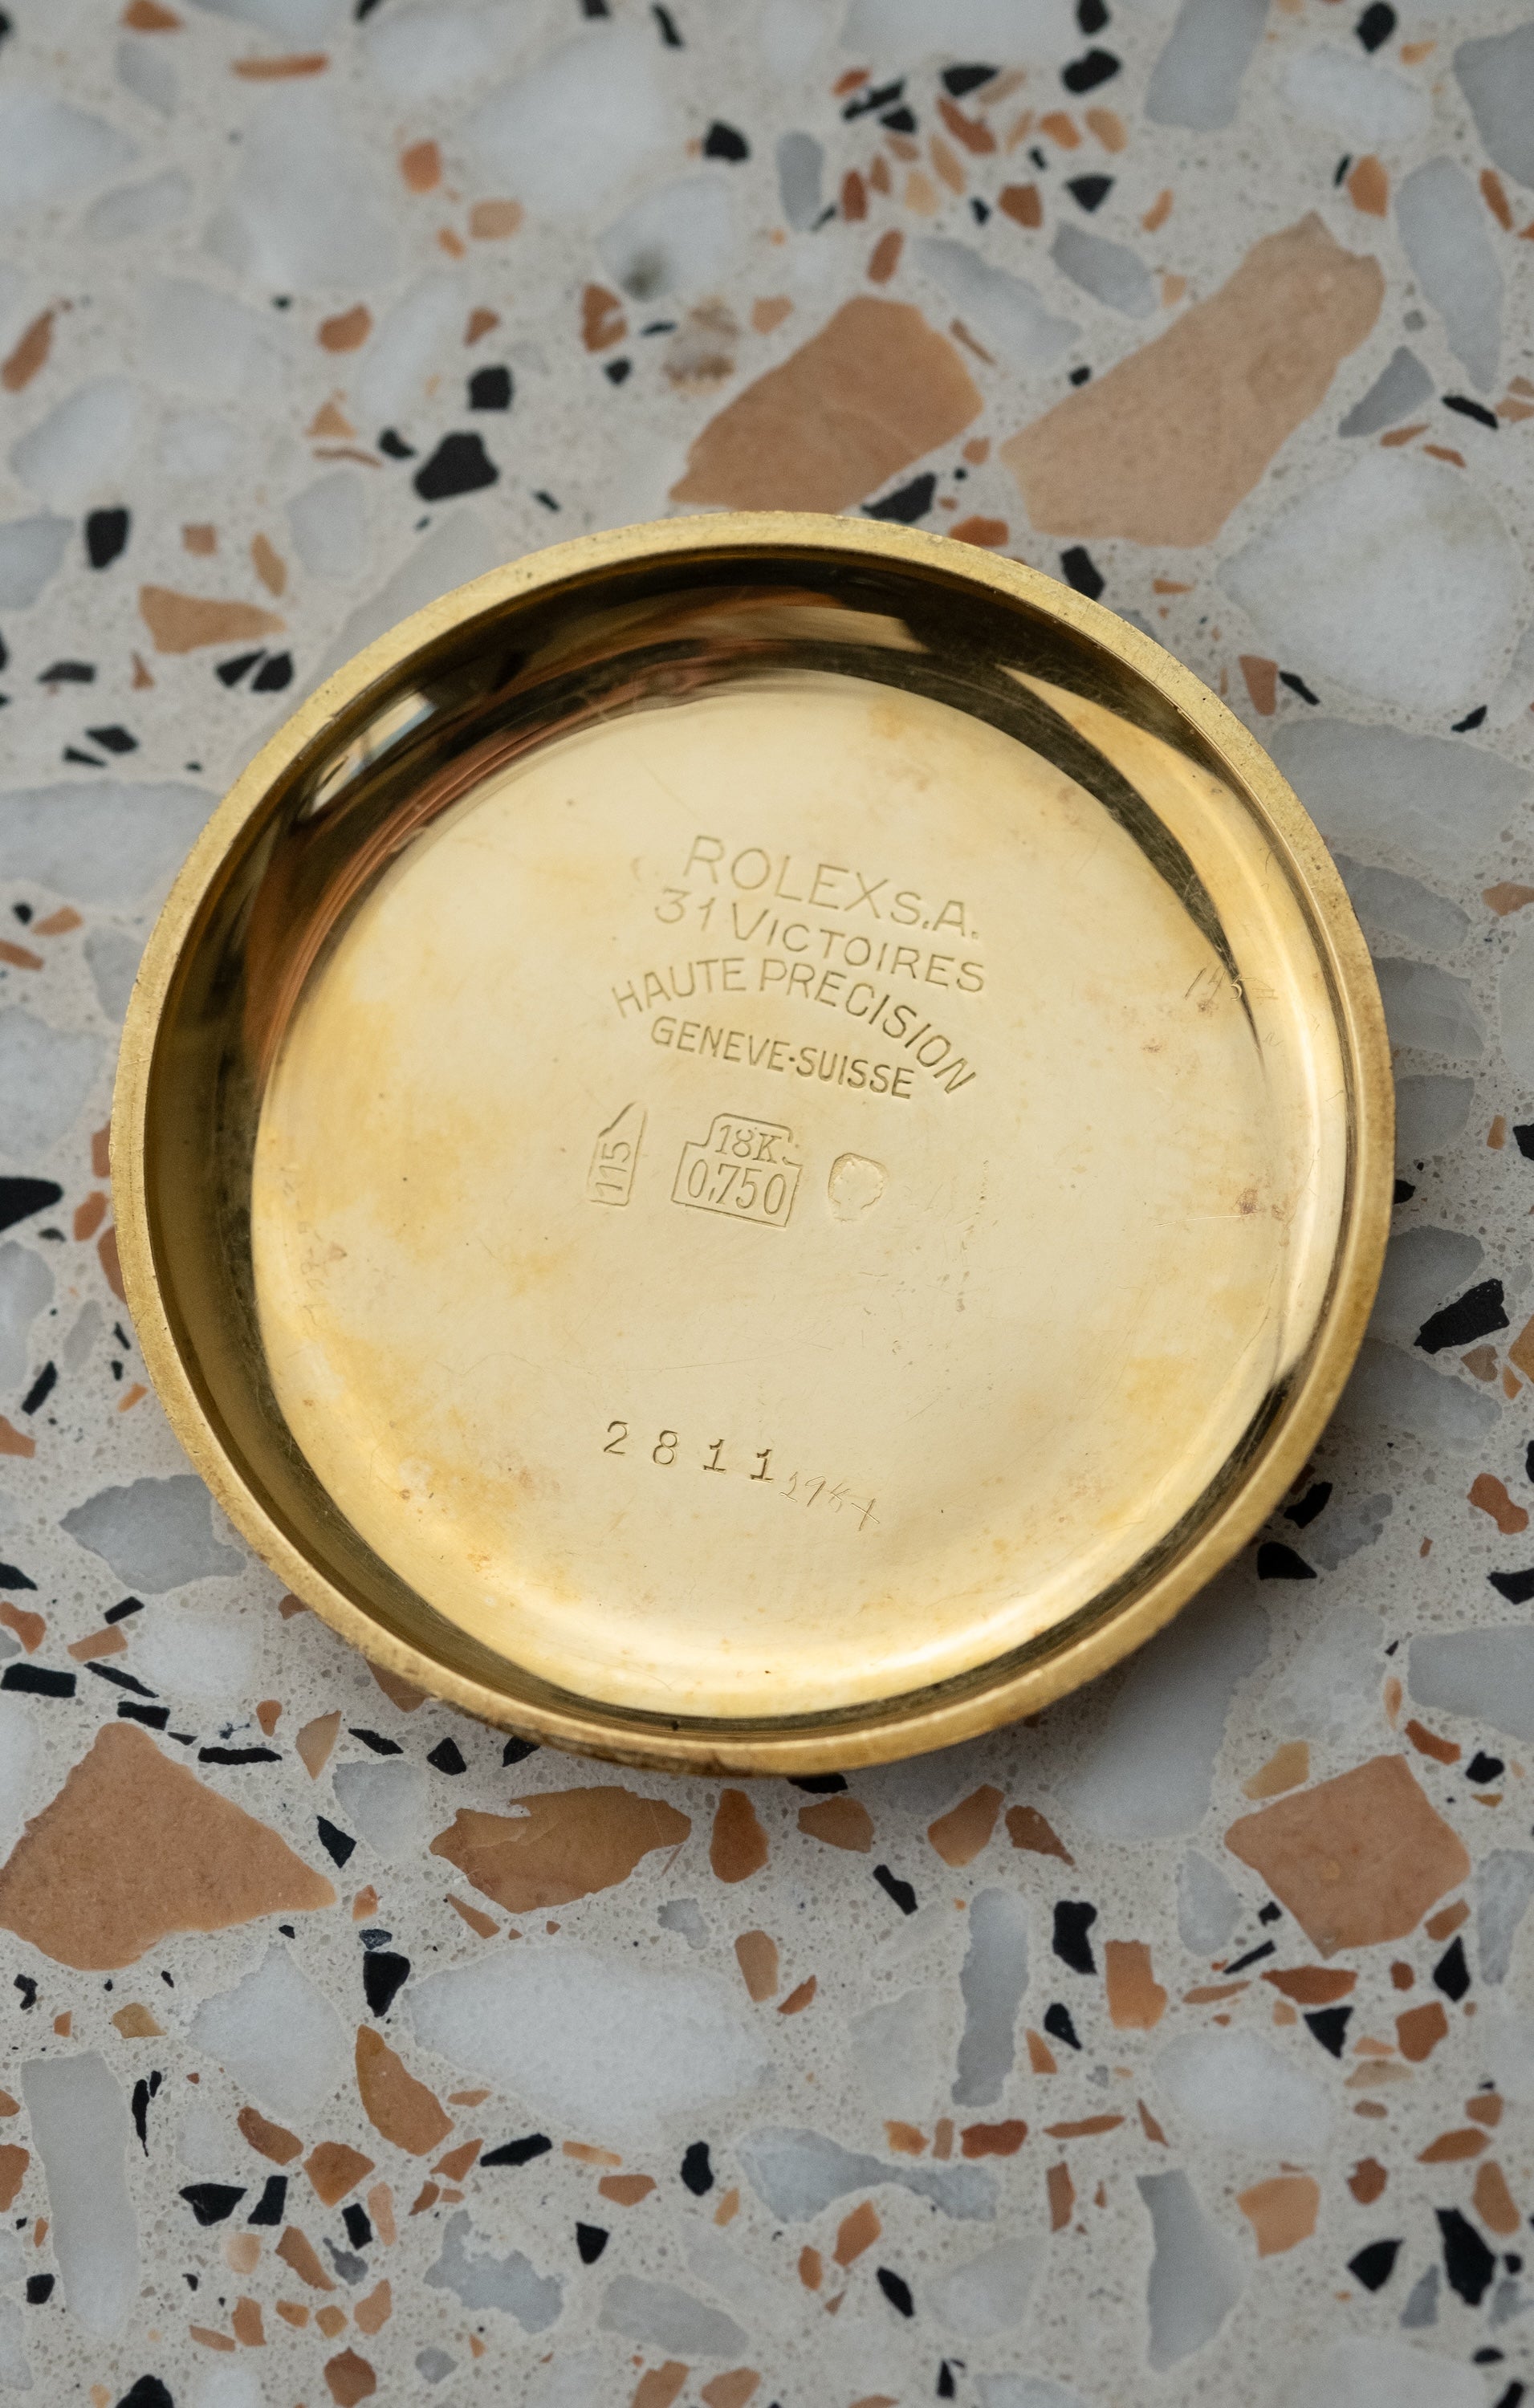 ROLEX S.A.
31 VICTOIRES
HAUTE PRECISION
GENEVE-SUISSE
115
18K.
0,750
2811